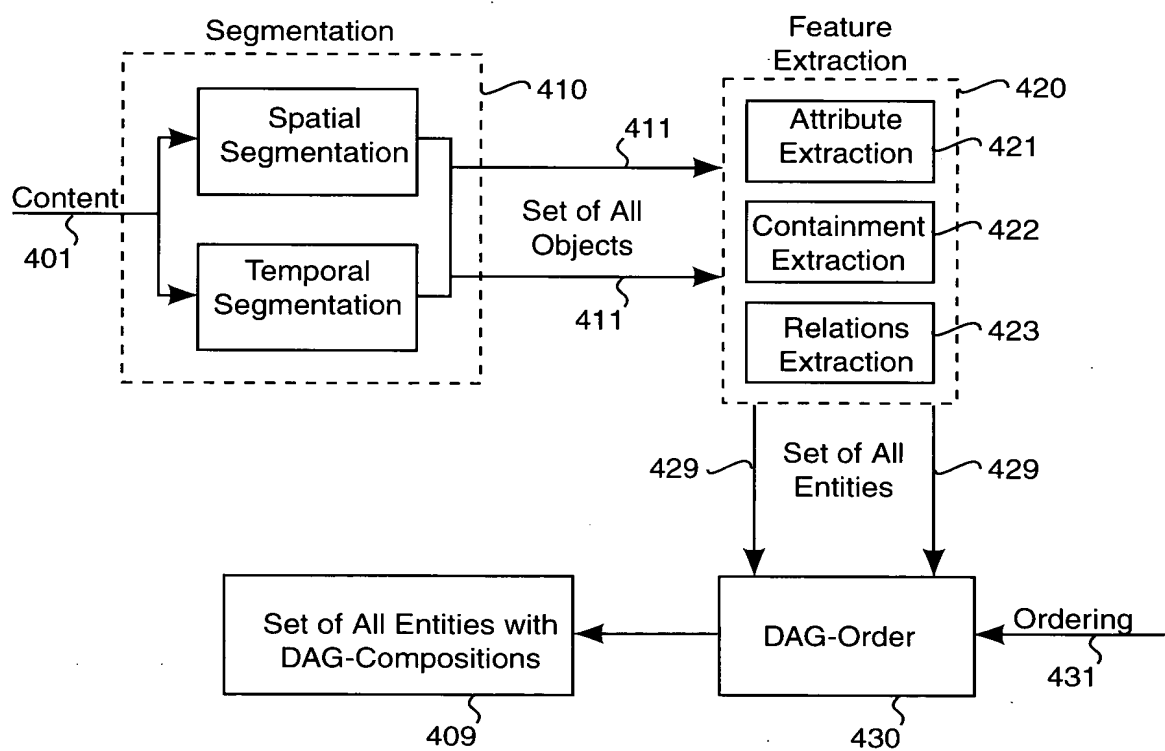 Segmentation
Feature
Extraction
410
420
Spatial
Segmentation
Attribute
Extraction
421
411
Content
401
Set of All
Objects
Containment
Extraction
422
Temporal
Segmentation
411
Relations
Extraction
423
429
Set of All
Entities
429
Set of All Entities with
DAG-Compositions
DAG-Order
Ordering
431
409
430